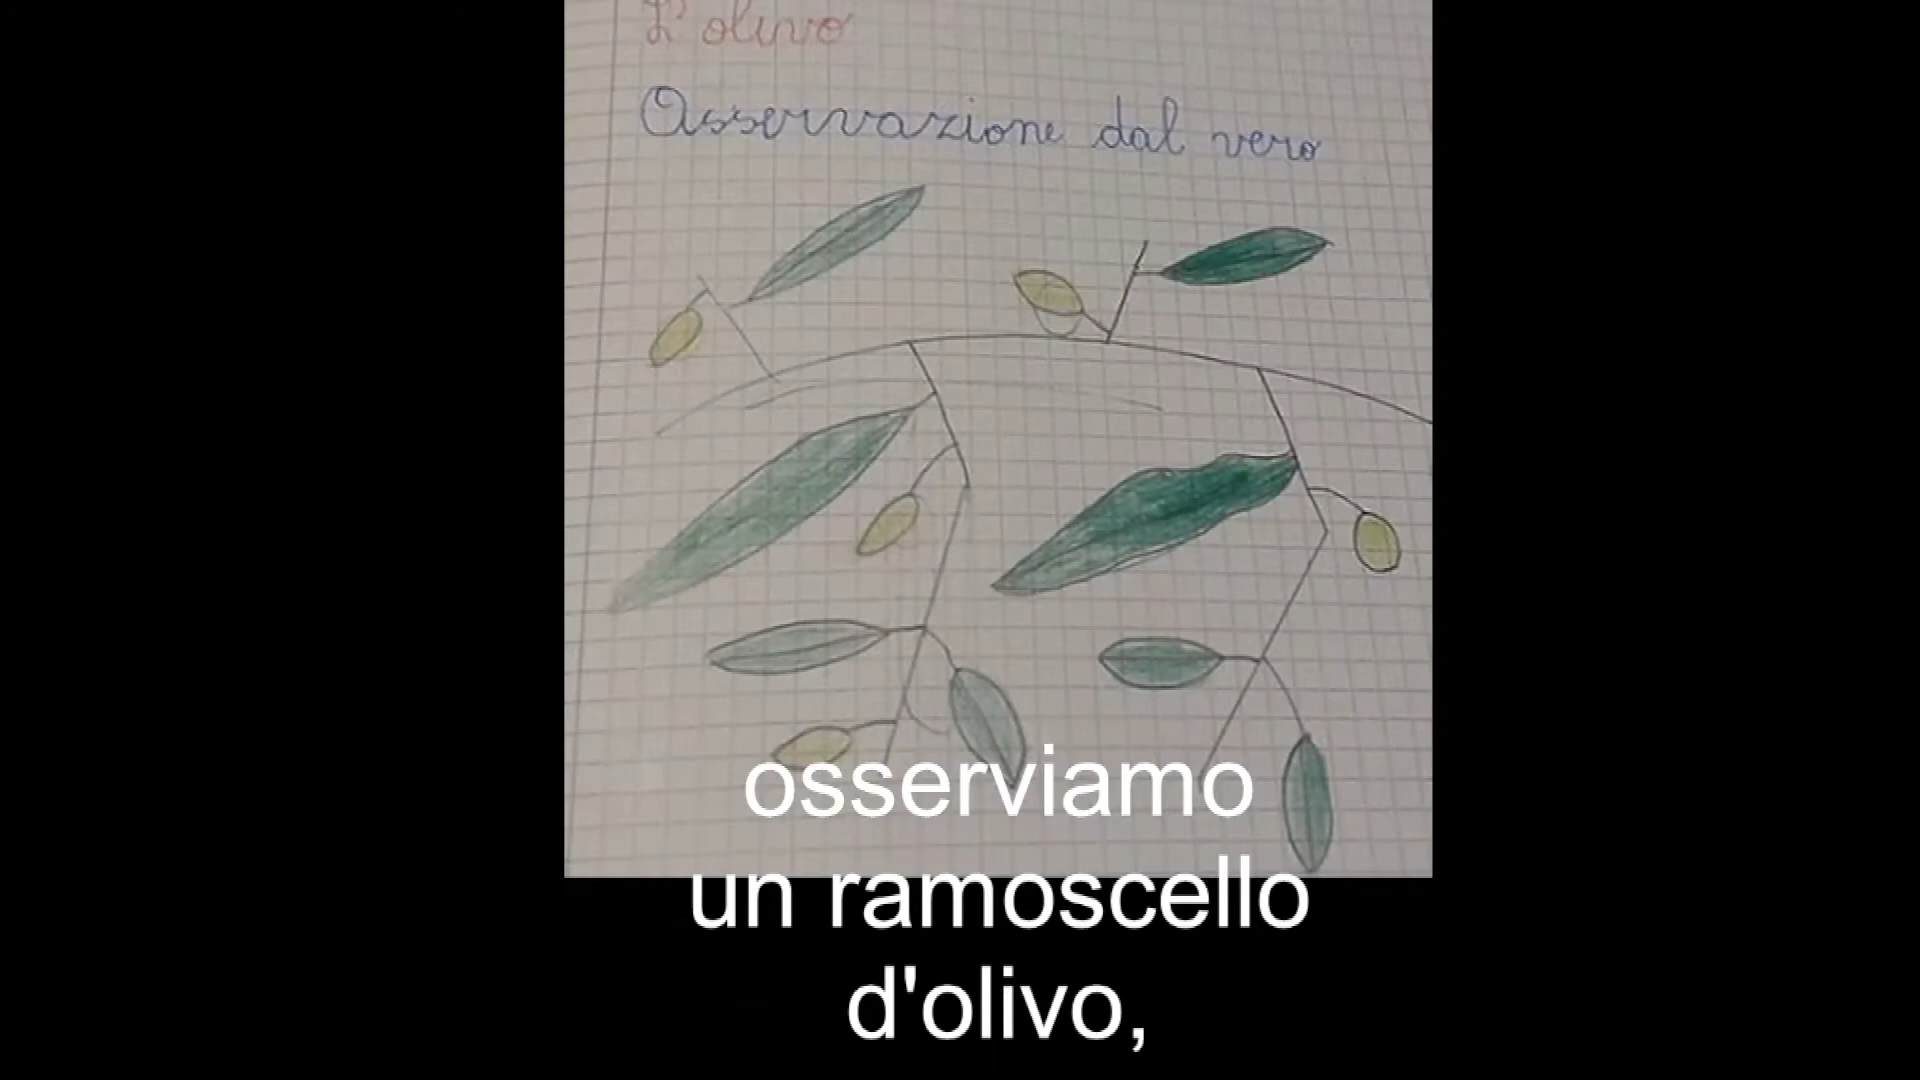 L'olivo
Osservazione dal vero
osserviamo
un ramoscello
d'olivo,